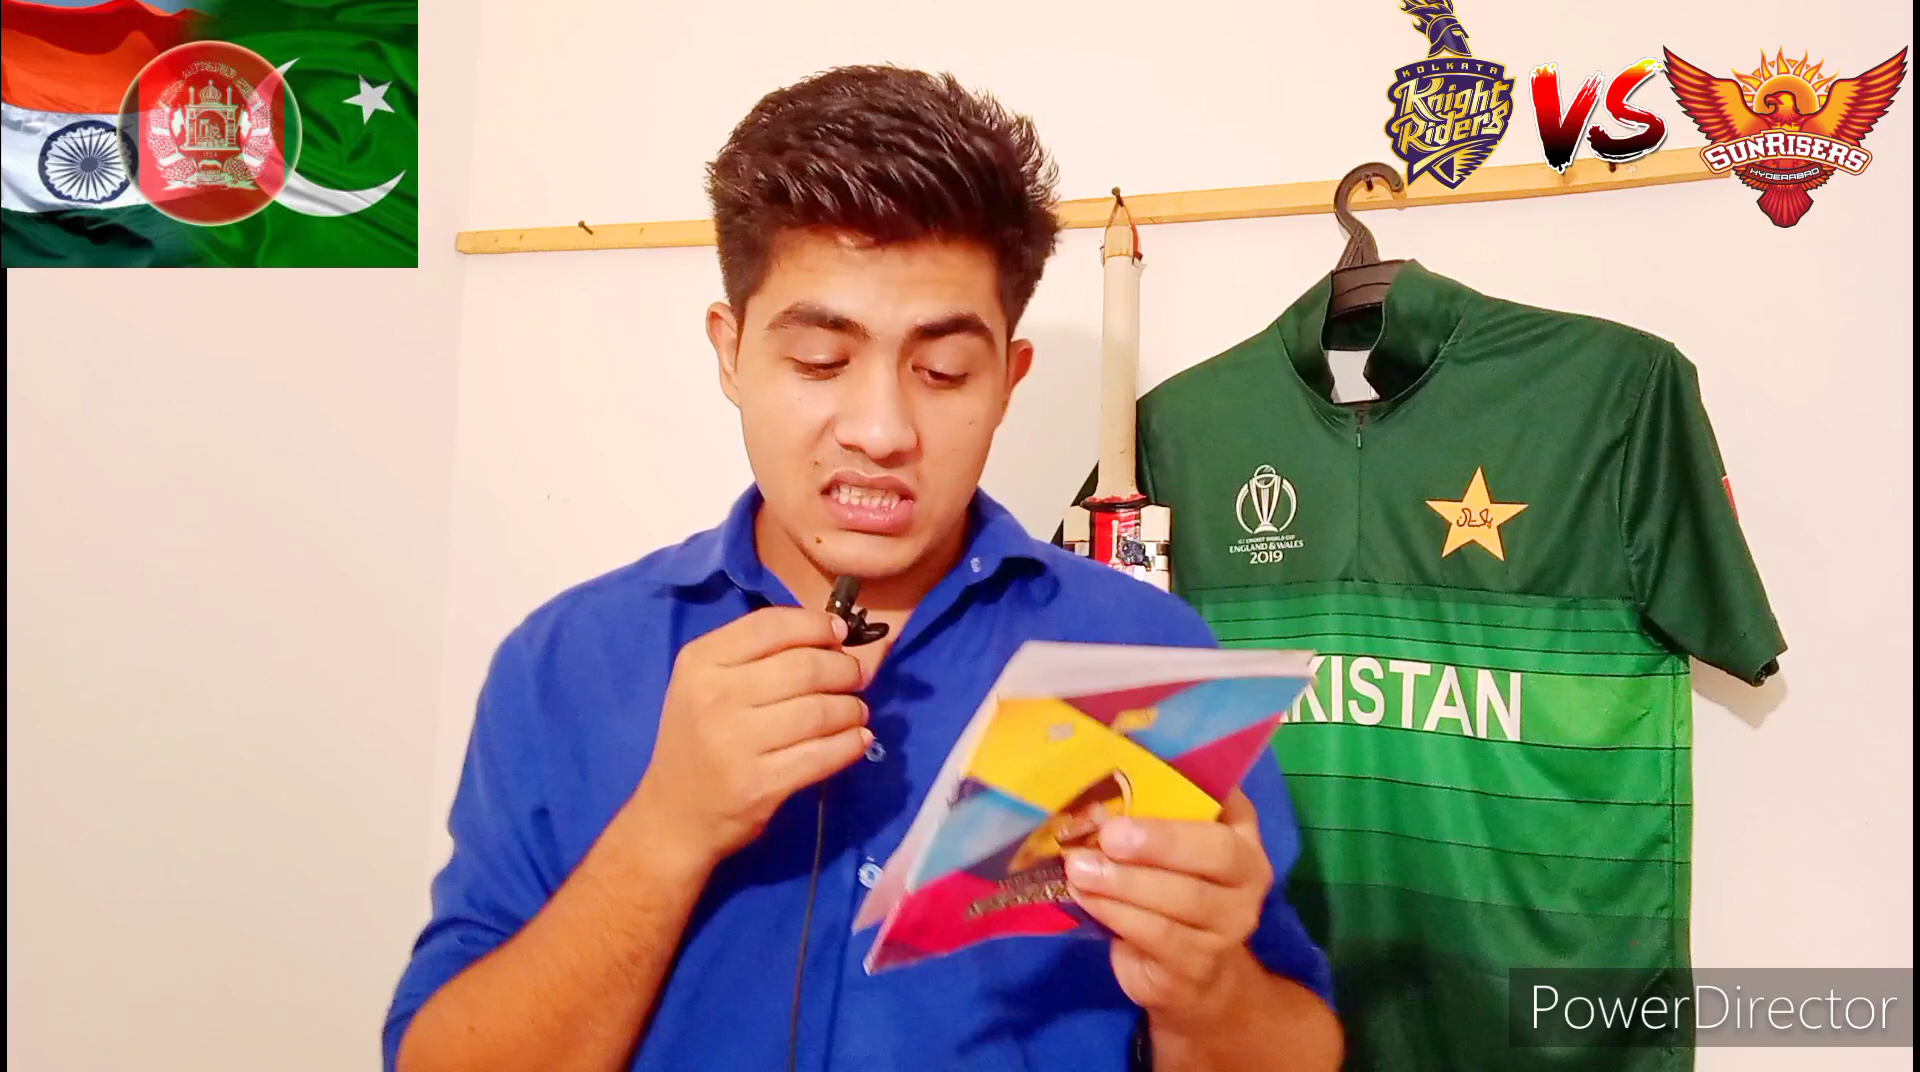 KOLKATA
Knight
Riders
VS
SUNRISERS
HYDERABAD
ICC CRICKET WORLD CUP
ENGLAND & WALES
2019
KISTAN
PowerDirector